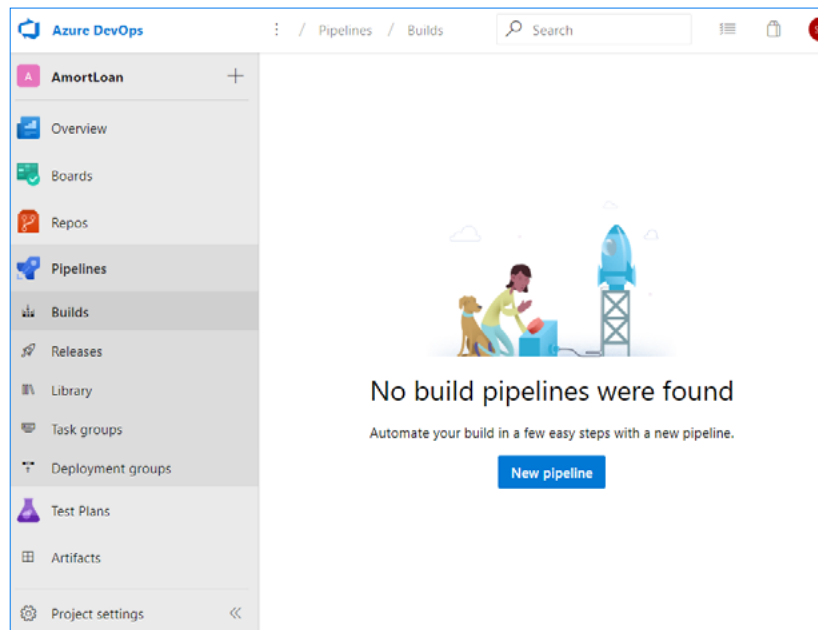 Azure DevOps
/ Pipelines / Builds
Search
A AmortLoan
Overview
Boards
Repos
Pipelines
Builds
Releases
Library
Task groups
Deployment groups
Test Plans
Artifacts
Project settings
No build pipelines were found
Automate your build in a few easy steps with a new pipeline.
New pipeline